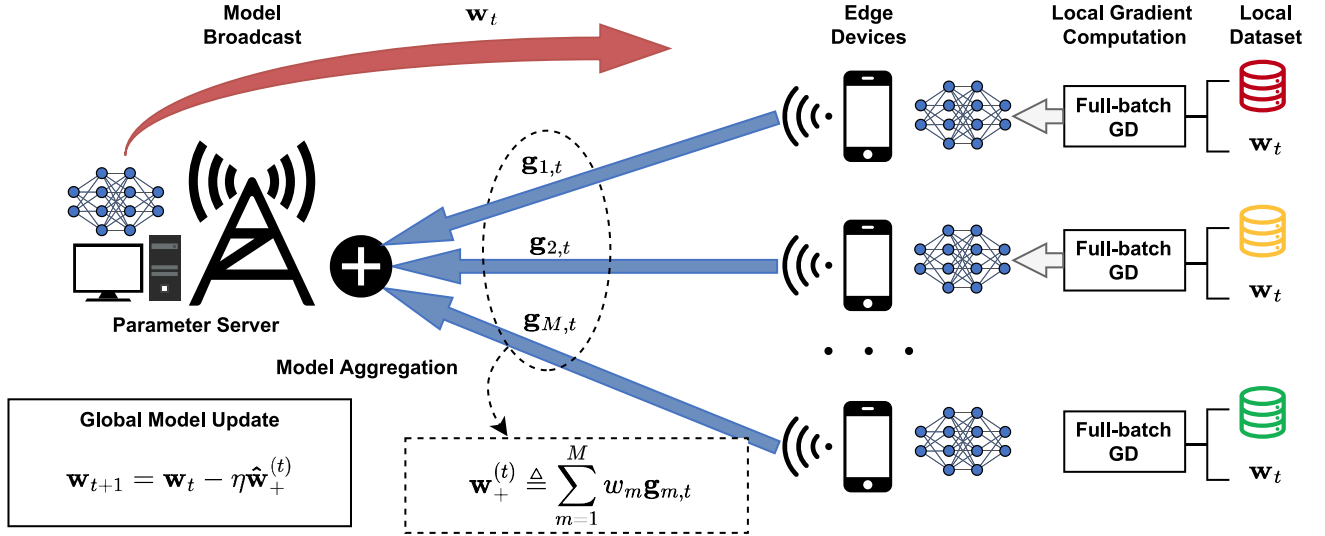 Model
Broadcast
𝐰_t
Edge
Devices
Local Gradient
Computation
Local
Dataset
Full-batch
GD
𝐰_t
𝐠_{1,t}
Full-batch
GD
𝐰_t
𝐠_{2,t}
Parameter Server
𝐠_{M,t}
. . .
Model Aggregation
Full-batch
GD
𝐰_t
Global Model Update
𝐰_{t+1} = 𝐰_t − η𝐰̂_+^{(t)}
𝐰_+^{(t)} ≜ ∑_{m=1}^{M} w_m 𝐠_{m,t}